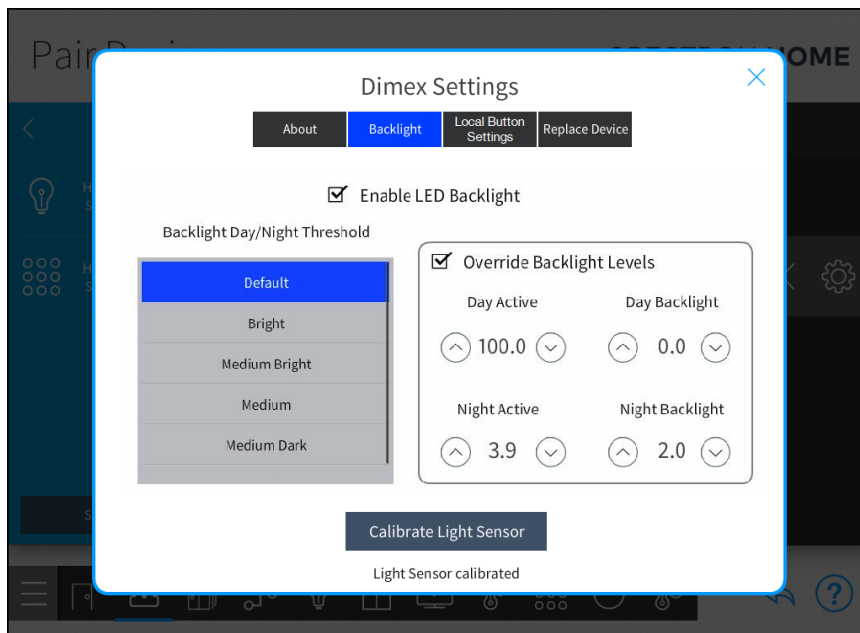 Pair
HOME
Dimex Settings
About
Backlight
Local Button
Settings
Replace Device
Enable LED Backlight
Backlight Day/Night Threshold
Default
Bright
Medium Bright
Medium
Medium Dark
Override Backlight Levels
Day Active
Day Backlight
100.0
0.0
Night Active
Night Backlight
3.9
2.0
Calibrate Light Sensor
Light Sensor calibrated
H
S
H
S
S
?